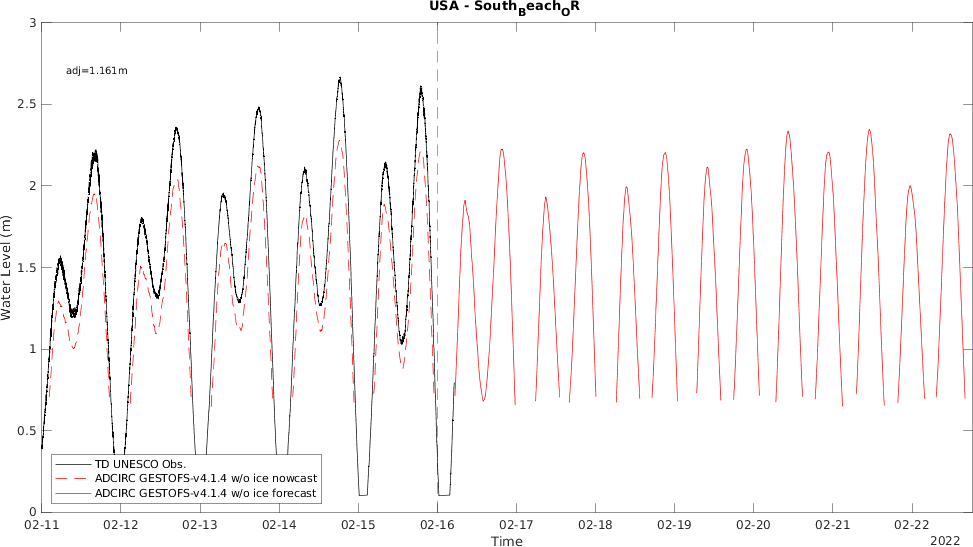 USA - South_Beach_OR
3
adj=1.161m
2.5
2
1.5
1
0.5
0
Water Level (m)
TD UNESCO Obs.
ADCIRC GESTOFS-v4.1.4 w/o ice nowcast
ADCIRC GESTOFS-v4.1.4 w/o ice forecast
02-11 02-12 02-13 02-14 02-15 02-16 02-17 02-18 02-19 02-20 02-21 02-22
Time
2022